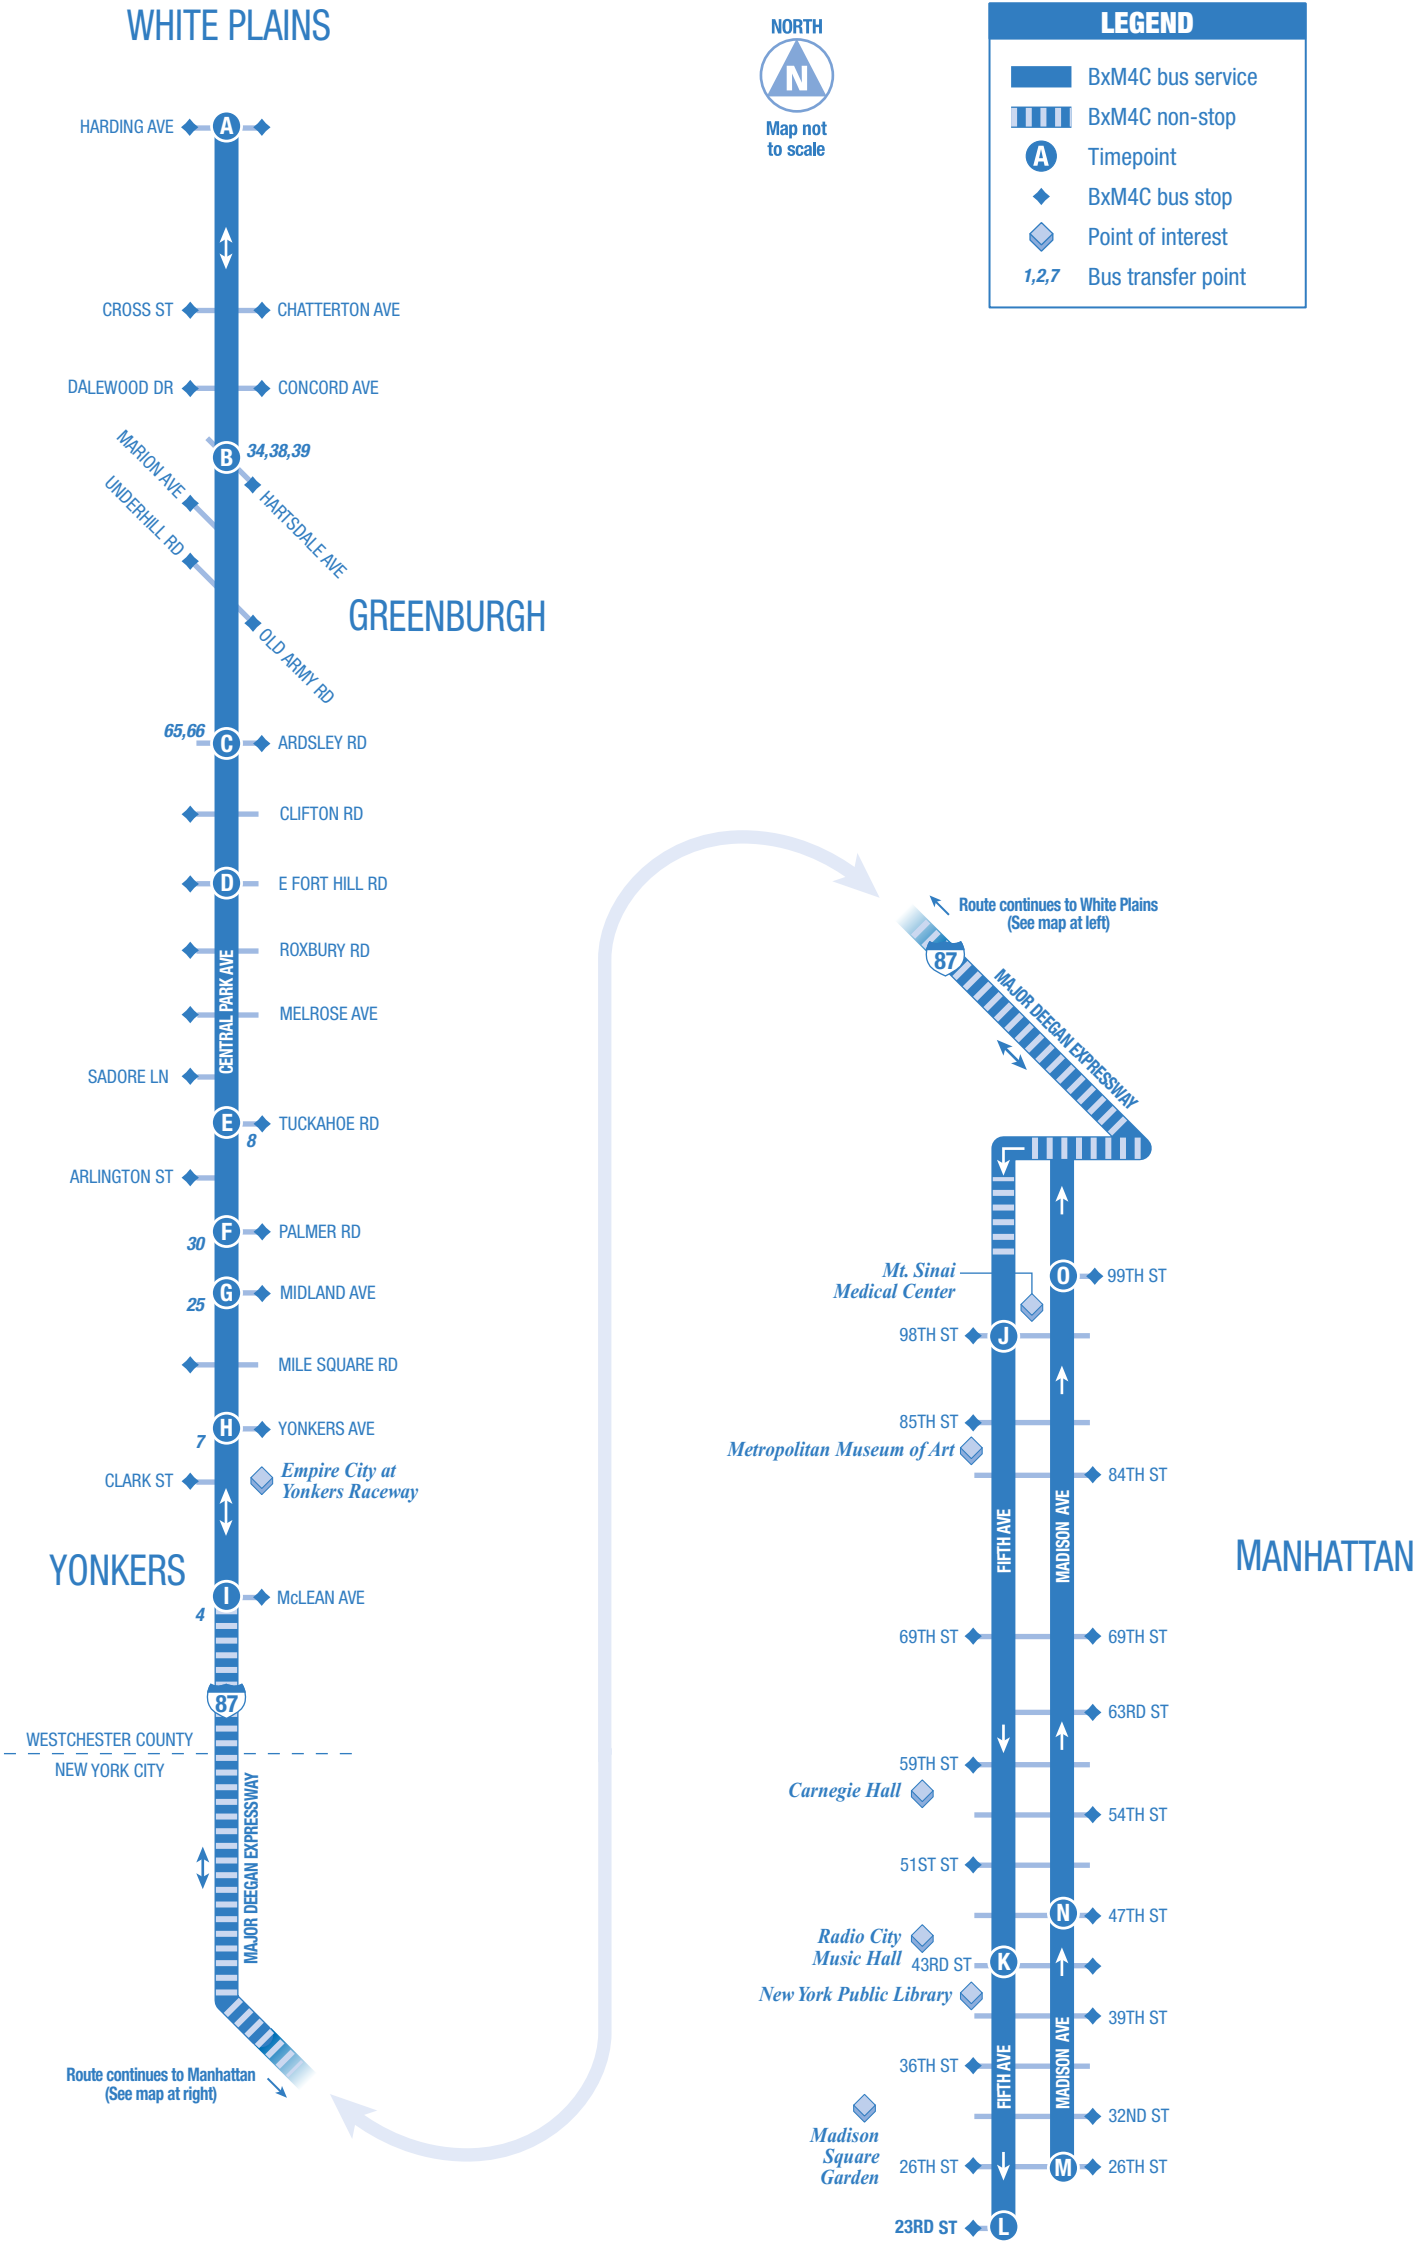 WHITE PLAINS
NORTH
N
Map not
to scale
LEGEND
BxM4C bus service
BxM4C non-stop
A Timepoint
BxM4C bus stop
Point of interest
1,2,7 Bus transfer point
HARDING AVE A
CROSS ST CHATTERTON AVE
DALEWOOD DR CONCORD AVE
B 34,38,39
MARION AVE
HARTSDALE AVE
UNDERHILL RD
GREENBURGH
OLD ARMY RD
65,66 C ARDSLEY RD
CLIFTON RD
D E FORT HILL RD
ROXBURY RD
CENTRAL PARK AVE
MELROSE AVE
SADORE LN
E TUCKAHOE RD
8
ARLINGTON ST
F PALMER RD
30
G MIDLAND AVE
25
MILE SQUARE RD
H YONKERS AVE
7
CLARK ST
Empire City at
Yonkers Raceway
YONKERS
I McLEAN AVE
4
87
WESTCHESTER COUNTY
NEW YORK CITY
MAJOR DEEGAN EXPRESSWAY
Route continues to Manhattan
(See map at right)
Route continues to White Plains
(See map at left)
87
MAJOR DEEGAN EXPRESSWAY
Mt. Sinai
Medical Center
O 99TH ST
98TH ST J
85TH ST
Metropolitan Museum of Art
84TH ST
FIFTH AVE
MADISON AVE
MANHATTAN
69TH ST 69TH ST
63RD ST
59TH ST
Carnegie Hall
54TH ST
51ST ST
N 47TH ST
Radio City
Music Hall
43RD ST K
New York Public Library
39TH ST
36TH ST
FIFTH AVE
MADISON AVE
32ND ST
Madison
Square
Garden
26TH ST M 26TH ST
23RD ST L